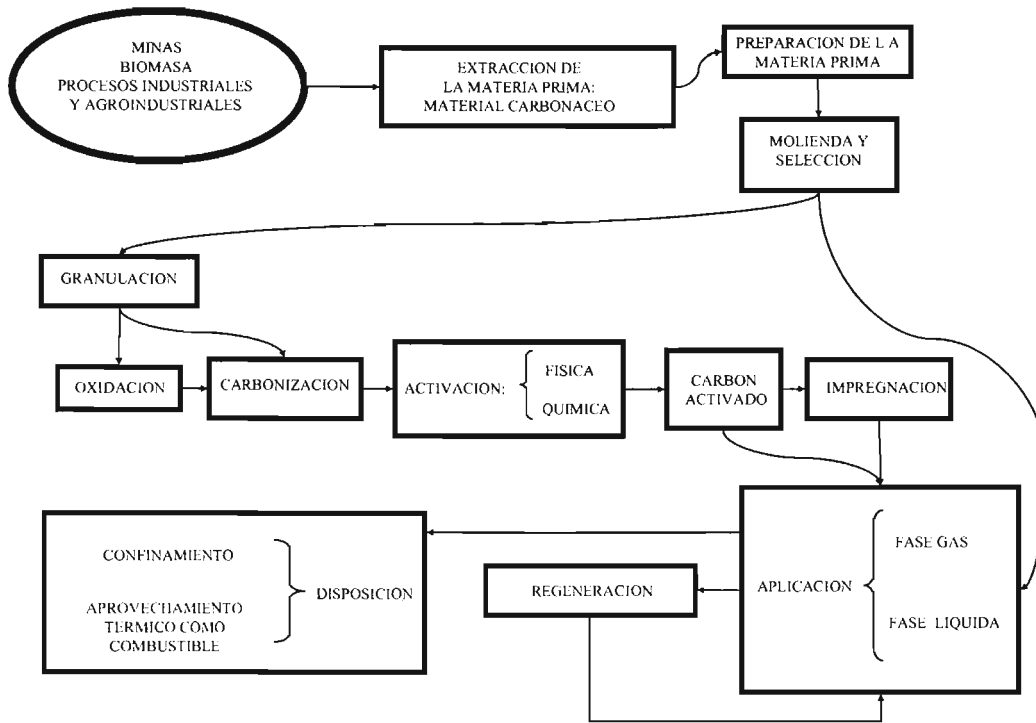 MINAS
BIOMASA
PROCESOS INDUSTRIALES
Y AGROINDUSTRIALES
EXTRACCION DE
LA MATERIA PRIMA:
MATERIAL CARBONACEO
PREPARACION DE LA
MATERIA PRIMA
MOLIENDA Y
SELECCION
GRANULACION
OXIDACION
CARBONIZACION
ACTIVACION:
FISICA
QUIMICA
CARBON
ACTIVADO
IMPREGNACION
CONFINAMIENTO
APROVECHAMIENTO
TERMICO COMO
COMBUSTIBLE
DISPOSICION
REGENERACION
APLICACION
FASE GAS
FASE LIQUIDA